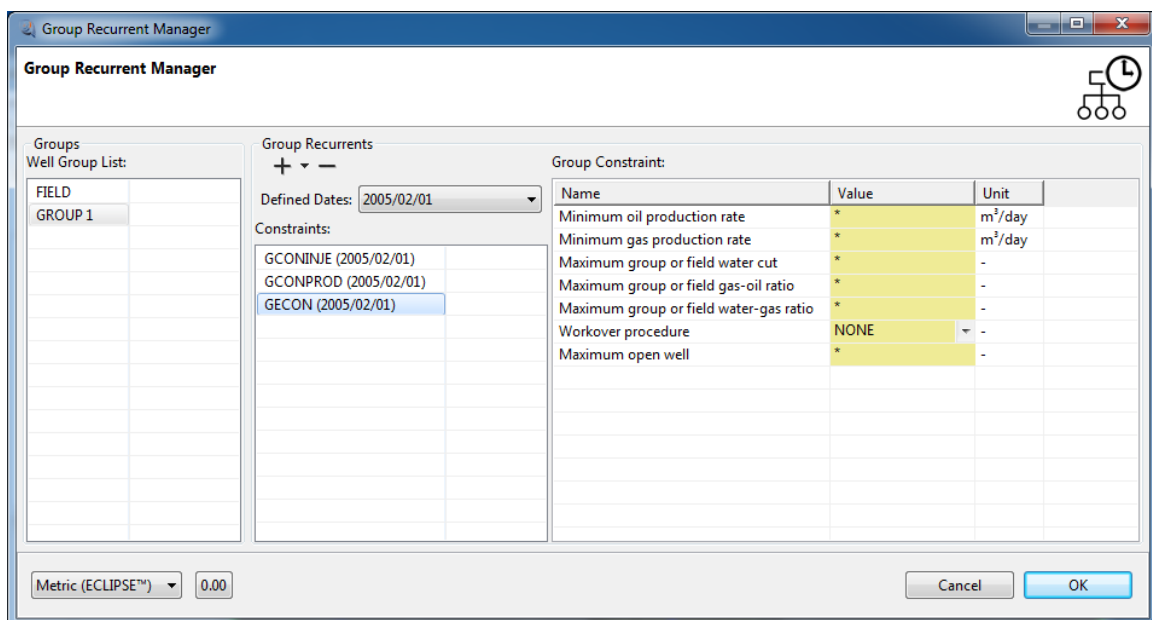 Group Recurrent Manager
Group Recurrent Manager
Groups
Well Group List:
FIELD
GROUP 1
Group Recurrents
Defined Dates: 2005/02/01
Constraints:
GCONINJE (2005/02/01)
GCONPROD (2005/02/01)
GECON (2005/02/01)
Group Constraint:
Name Value Unit
Minimum oil production rate * m³/day
Minimum gas production rate * m³/day
Maximum group or field water cut * -
Maximum group or field gas-oil ratio * -
Maximum group or field water-gas ratio * -
Workover procedure NONE -
Maximum open well * -
Metric (ECLIPSE™) 0.00 Cancel OK